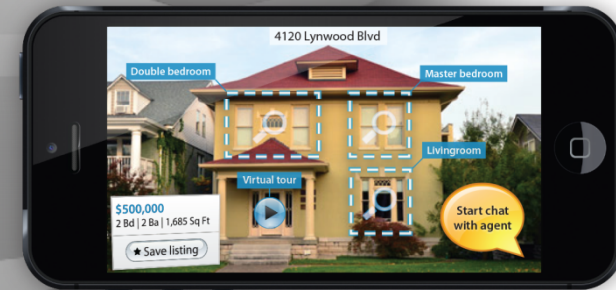 4120 Lynwood Blvd
Double bedroom
Master bedroom
Livingroom
Virtual tour
$500,000
2 Bd | 2 Ba | 1,685 Sq Ft
★ Save listing
Start chat
with agent